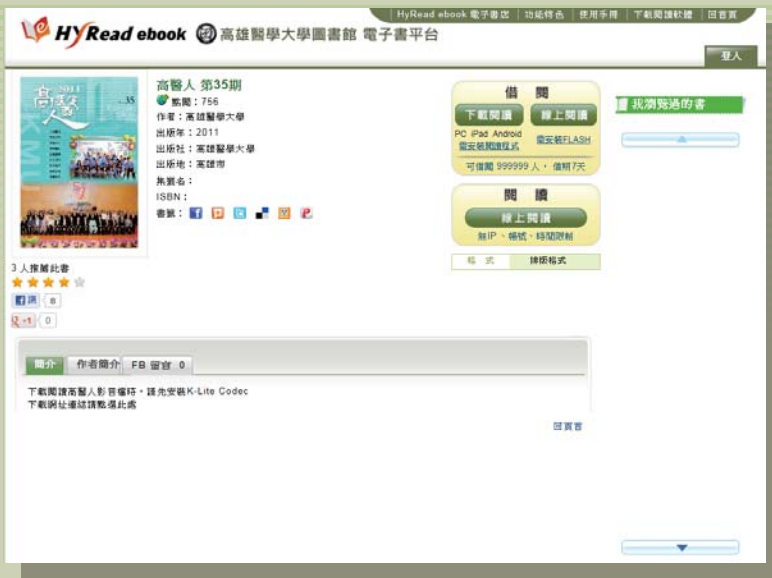 HyRead ebook 電子書店 | 功能特色 | 使用手冊 | 下載閱讀軟體 | 回首頁
HyRead ebook 高雄醫學大學圖書館 電子書平台
登入
2011
高醫人
35
KMU
高醫人 第35期
點閱：756
作者：高雄醫學大學
出版年：2011
出版社：高雄醫學大學
出版地：高雄市
集叢名：
ISBN：
書籤：
3 人推薦此書
讚 8
+1 0
借 閱
下載閱讀 線上閱讀
PC iPad Android
需安裝閱讀程式 需安裝FLASH
可借閱 999999 人， 借期7天
閱 讀
線上閱讀
無IP、帳號、時間限制
格 式 排版格式
我瀏覽過的書
簡介 作者簡介 FB 留言 0
下載閱讀高醫人影音檔時，請先安裝K-Lite Codec
下載網址連結請點選此處
回頁首